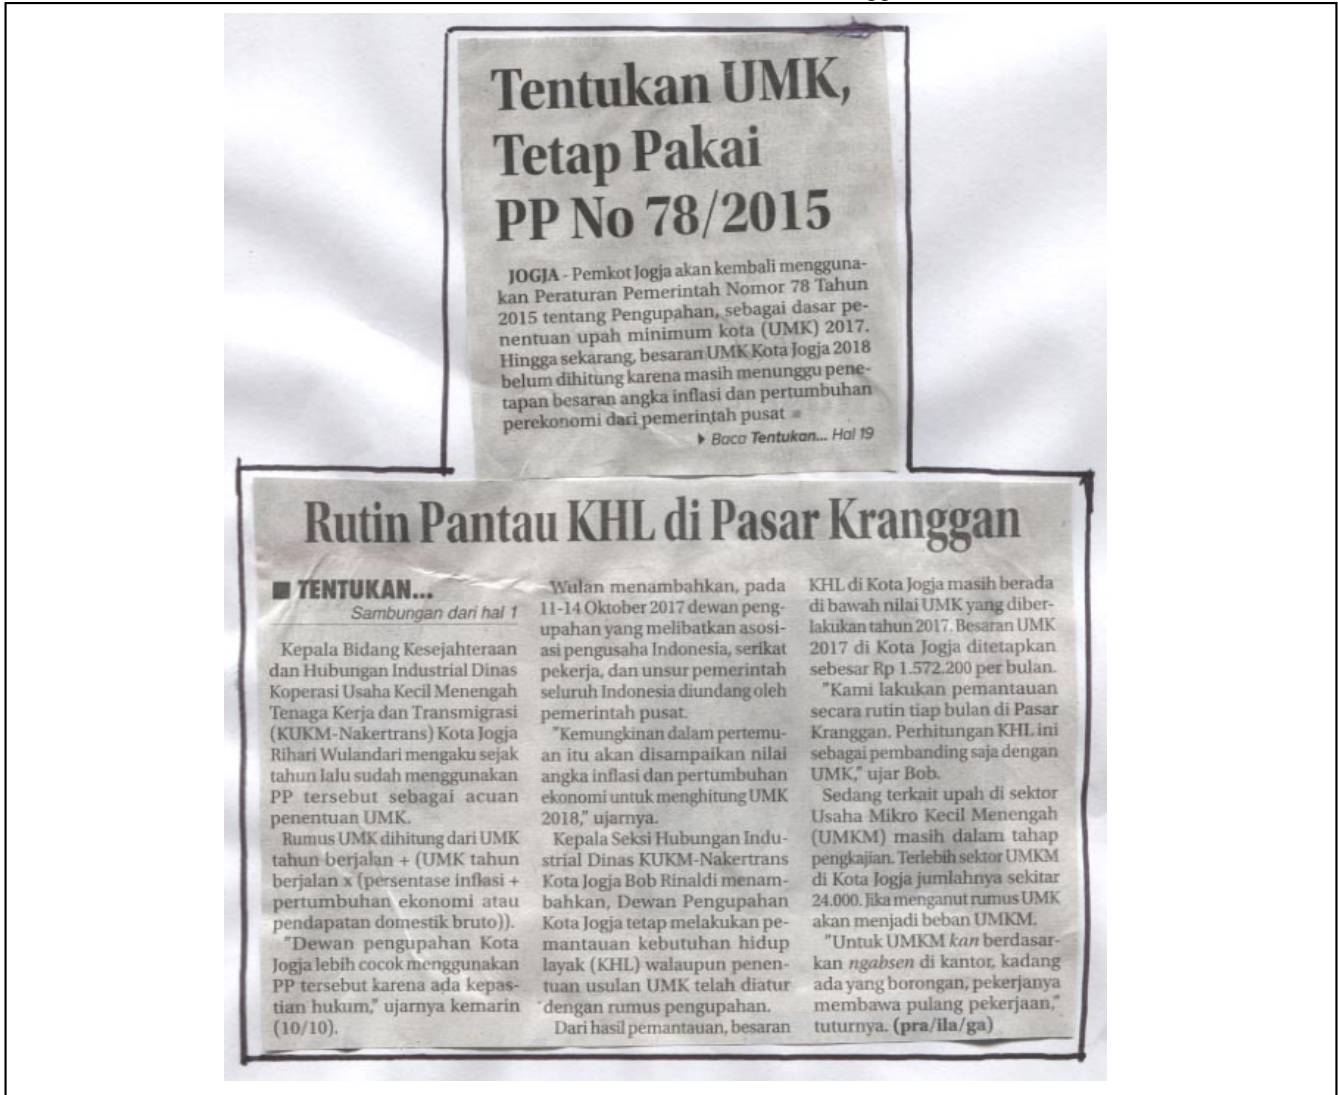 Tentukan UMK,
Tetap Pakai
PP No 78/2015
JOGJA - Pemkot Jogja akan kembali mengguna-
kan Peraturan Pemerintah Nomor 78 Tahun
2015 tentang Pengupahan, sebagai dasar pe-
nentuan upah minimum kota (UMK) 2017.
Hingga sekarang, besaran UMK Kota Jogja 2018
belum dihitung karena masih menunggu pene-
tapan besaran angka inflasi dan pertumbuhan
perekonomi dari pemerintah pusat
Baca Tentukan... Hal 19
Rutin Pantau KHL di Pasar Kranggan
TENTUKAN...
Sambungan dari hal 1
Kepala Bidang Kesejahteraan
dan Hubungan Industrial Dinas
Koperasi Usaha Kecil Menengah
Tenaga Kerja dan Transmigrasi
(KUKM-Nakertrans) Kota Jogja
Rihari Wulandari mengaku sejak
tahun lalu sudah menggunakan
PP tersebut sebagai acuan
penentuan UMK.
Rumus UMK dihitung dari UMK
tahun berjalan + (UMK tahun
berjalan x (persentase inflasi +
pertumbuhan ekonomi atau
pendapatan domestik bruto)).
"Dewan pengupahan Kota
Jogja lebih cocok menggunakan
PP tersebut karena ada kepas-
tian hukum," ujarnya kemarin
(10/10).
Wulan menambahkan, pada
11-14 Oktober 2017 dewan peng-
upahan yang melibatkan asosi-
asi pengusaha Indonesia, serikat
pekerja, dan unsur pemerintah
seluruh Indonesia diundang oleh
pemerintah pusat.
"Kemungkinan dalam pertemu-
an itu akan disampaikan nilai
angka inflasi dan pertumbuhan
ekonomi untuk menghitung UMK
2018," ujarnya.
Kepala Seksi Hubungan Indu-
strial Dinas KUKM-Nakertrans
Kota Jogja Bob Rinaldi menam-
bahkan, Dewan Pengupahan
Kota Jogja tetap melakukan pe-
mantauan kebutuhan hidup
layak (KHL) walaupun penen-
tuan usulan UMK telah diatur
dengan rumus pengupahan.
Dari hasil pemantauan, besaran
KHL di Kota Jogja masih berada
di bawah nilai UMK yang diber-
lakukan tahun 2017. Besaran UMK
2017 di Kota Jogja ditetapkan
sebesar Rp 1.572.200 per bulan.
"Kami lakukan pemantauan
secara rutin tiap bulan di Pasar
Kranggan. Perhitungan KHL ini
sebagai pembanding saja dengan
UMK," ujar Bob.
Sedang terkait upah di sektor
Usaha Mikro Kecil Menengah
(UMKM) masih dalam tahap
pengkajian. Terlebih sektor UMKM
di Kota Jogja jumlahnya sekitar
24.000. Jika menganut rumus UMK
akan menjadi beban UMKM.
"Untuk UMKM kan berdasar-
kan ngabsen di kantor, kadang
ada yang borongan, pekerjanya
membawa pulang pekerjaan,"
tuturnya. (pra/ila/ga)